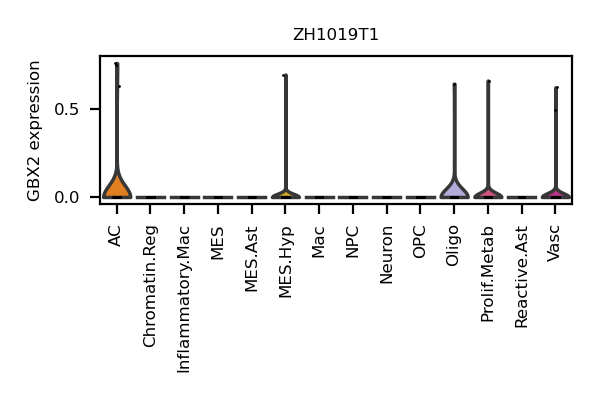 ZH1019T1
GBX2 expression
0.5
0.0
AC
Chromatin.Reg
Inflammatory.Mac
MES
MES.Ast
MES.Hyp
Mac
NPC
Neuron
OPC
Oligo
Prolif.Metab
Reactive.Ast
Vasc